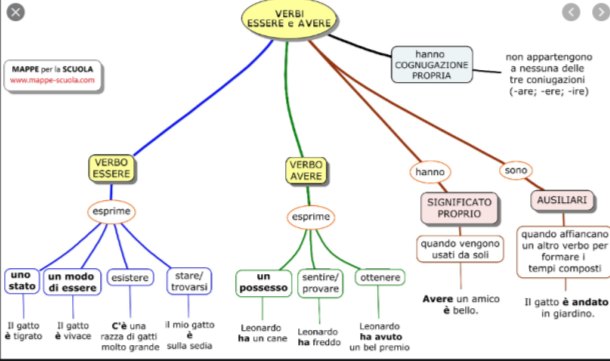 VERBI
ESSERE e AVERE
MAPPE per la SCUOLA
www.mappe-scuola.com
hanno
COGNUGAZIONE
PROPRIA
non appartengono
a nessuna delle
tre coniugazioni
(-are; -ere; -ire)
VERBO
ESSERE
esprime
uno
stato
Il gatto
è tigrato
un modo
di essere
Il gatto
è vivace
esistere
C'è una
razza di gatti
molto grande
stare/
trovarsi
il mio gatto
è
sulla sedia
VERBO
AVERE
esprime
un
possesso
Leonardo
ha un cane
sentire/
provare
Leonardo
ha freddo
ottenere
Leonardo
ha avuto
un bel premio
hanno
SIGNIFICATO
PROPRIO
quando vengono
usati da soli
Avere un amico
è bello.
sono
AUSILIARI
quando affiancano
un altro verbo per
formare i
tempi composti
Il gatto è andato
in giardino.